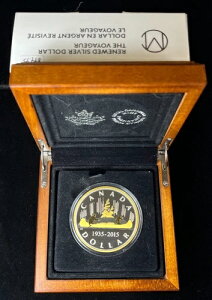 RENEWED SILVER DOLLAR
DOLLAR EN ARGENT REVISITÉ
THE VOYAGEUR
LE VOYAGEUR
CANADA
1935-2015
DOLLAR